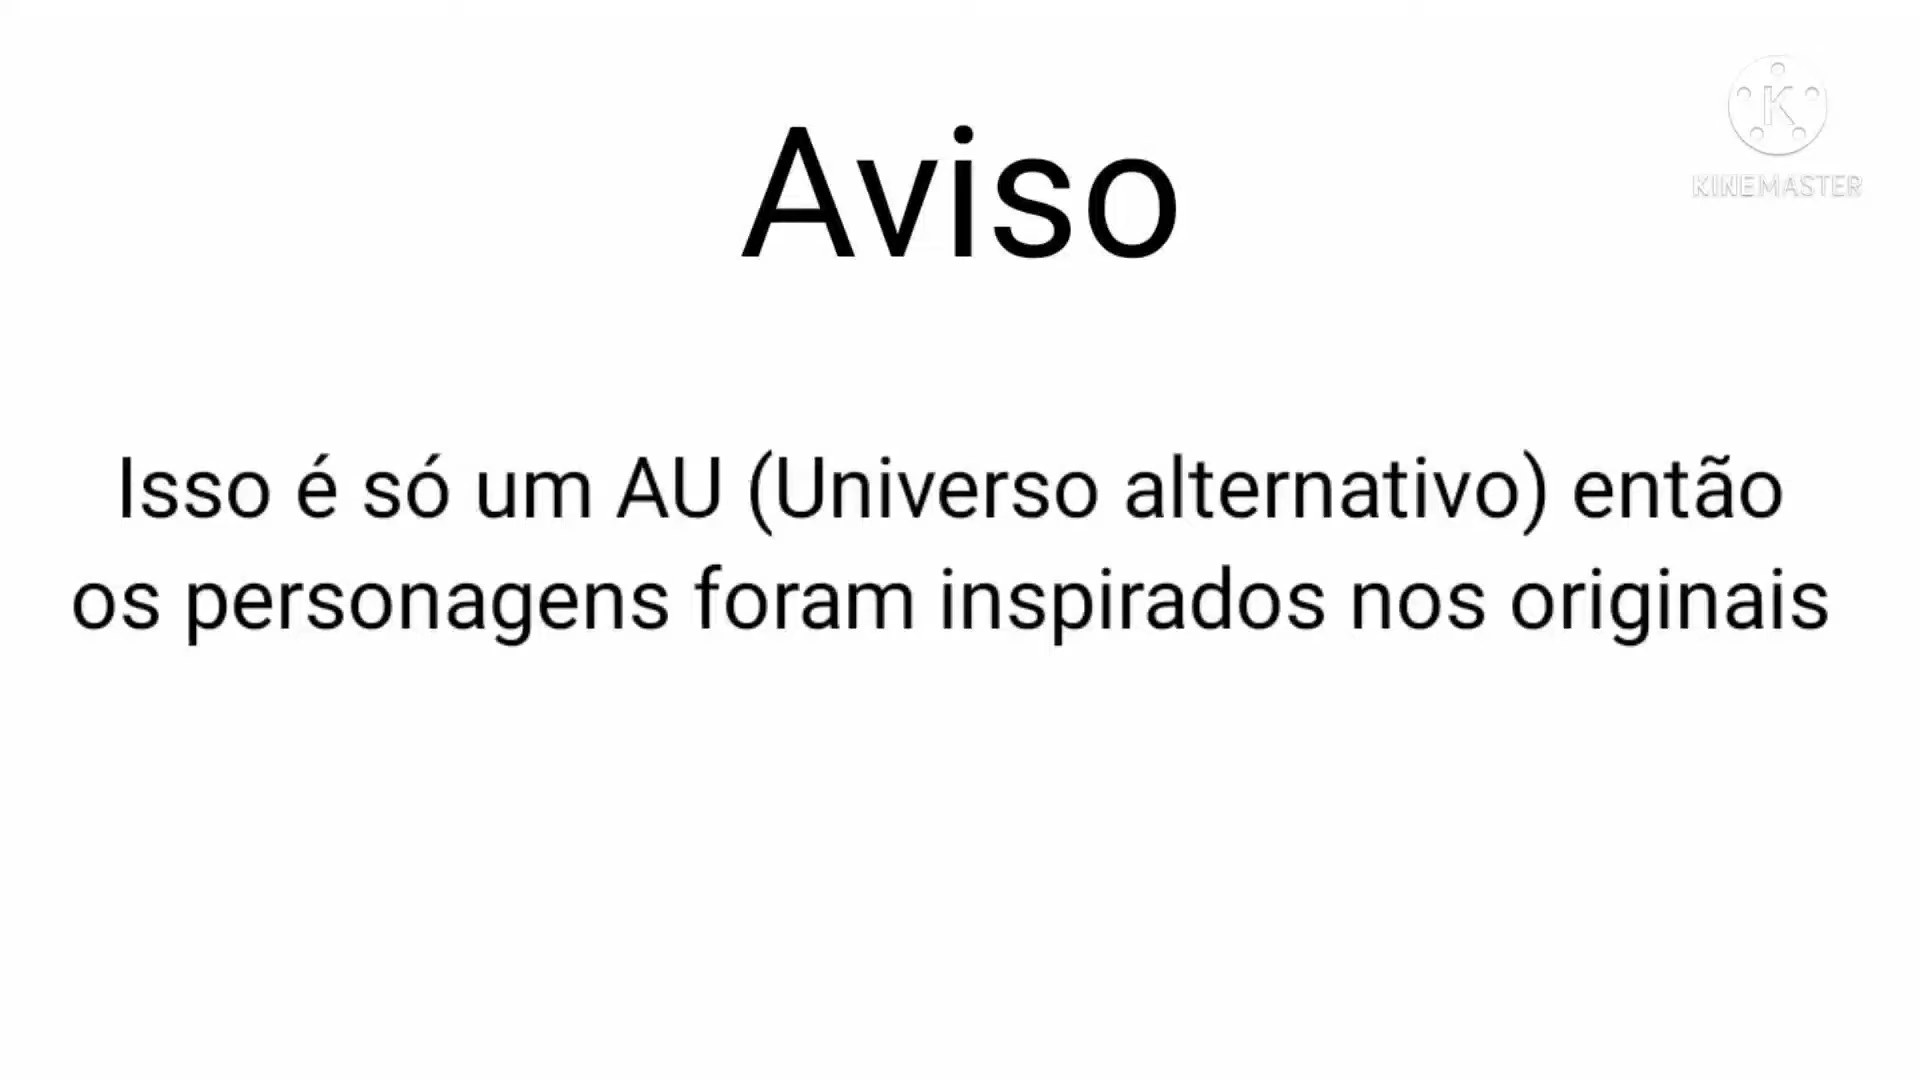 Aviso
K
KINEMASTER
Isso é só um AU (Universo alternativo) então
os personagens foram inspirados nos originais